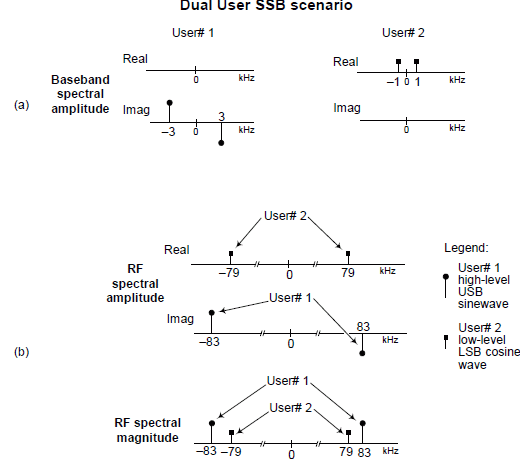 Dual User SSB scenario
User# 1
User# 2
Real
0
kHz
Real
–1 0 1
kHz
(a)
Baseband
spectral
amplitude
Imag
–3
0
3
kHz
Imag
0
kHz
User# 2
Real
–79
0
79
kHz
RF
spectral
amplitude
User# 1
Imag
–83
0
83
kHz
(b)
User# 1
User# 2
RF spectral
magnitude
–83 –79
0
79 83
kHz
Legend:
User# 1
high-level
USB
sinewave
User# 2
low-level
LSB cosine
wave